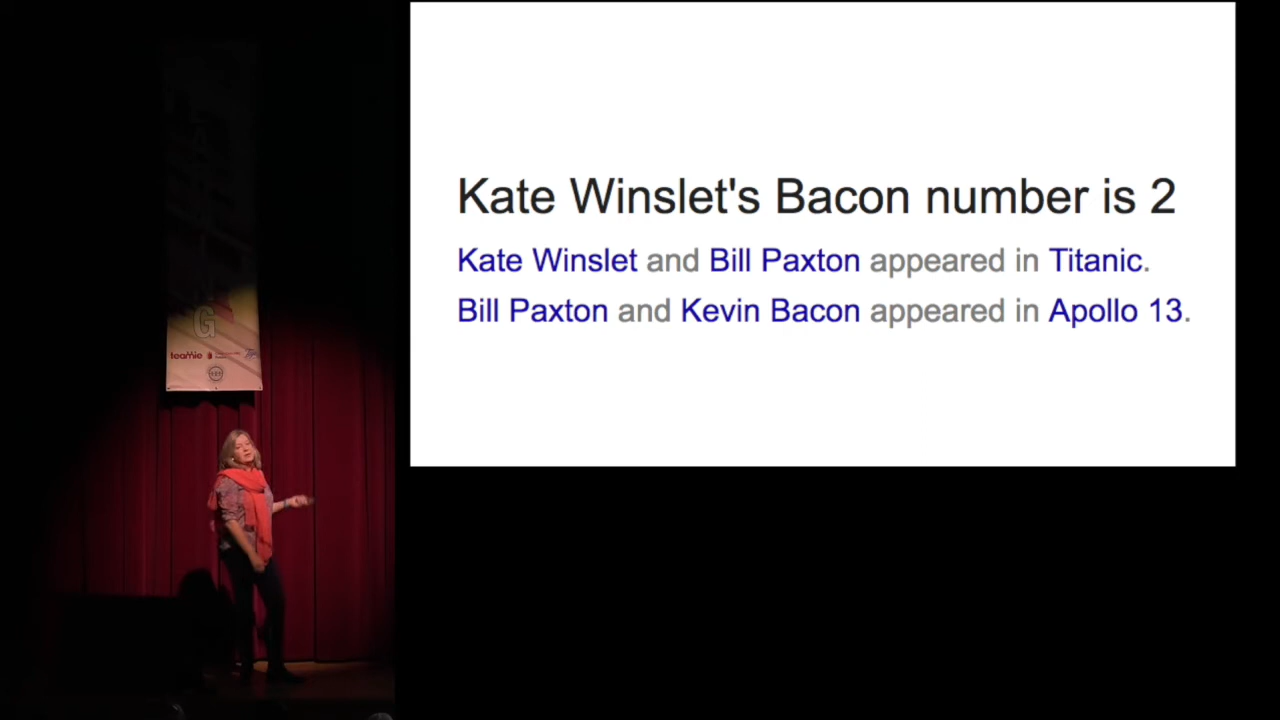 Kate Winslet's Bacon number is 2
Kate Winslet and Bill Paxton appeared in Titanic.
Bill Paxton and Kevin Bacon appeared in Apollo 13.
G
teamie